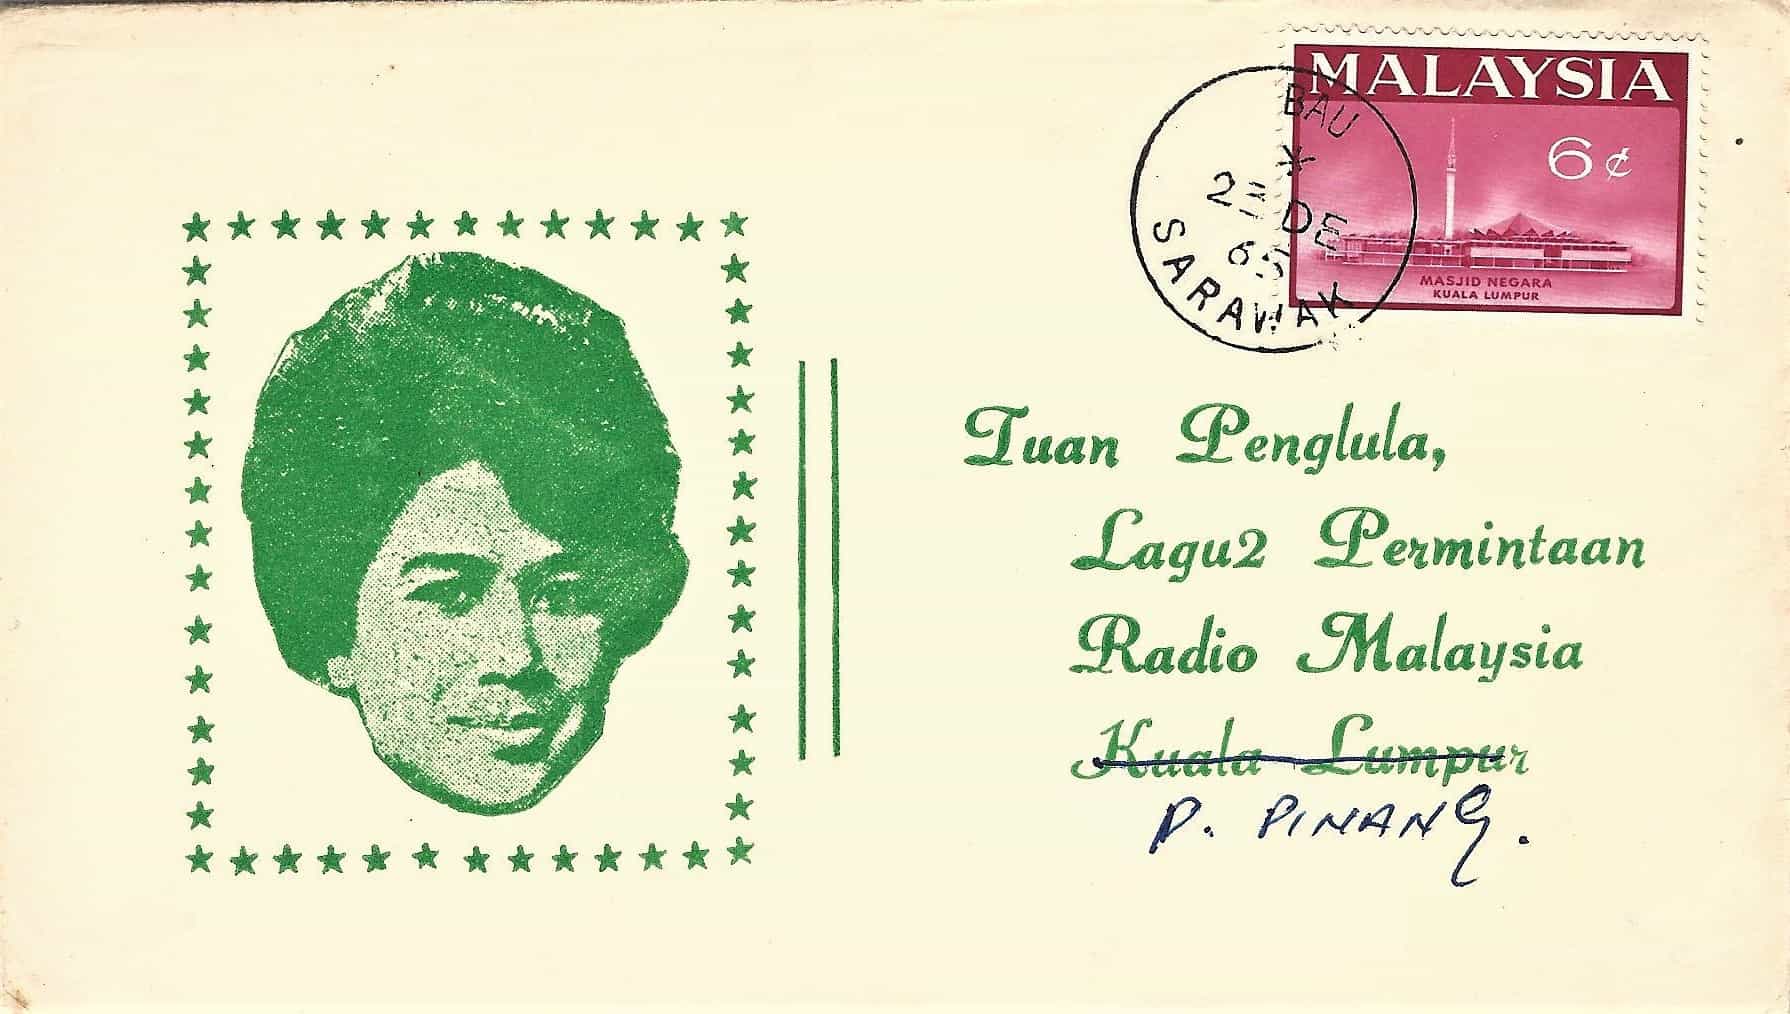 MALAYSIA
6¢
MASJID NEGARA
KUALA LUMPUR
BAU
DE
65
SARAWAK
Tuan Penglula,
Lagu2 Permintaan
Radio Malaysia
Kuala Lumpur
P. PINANG.